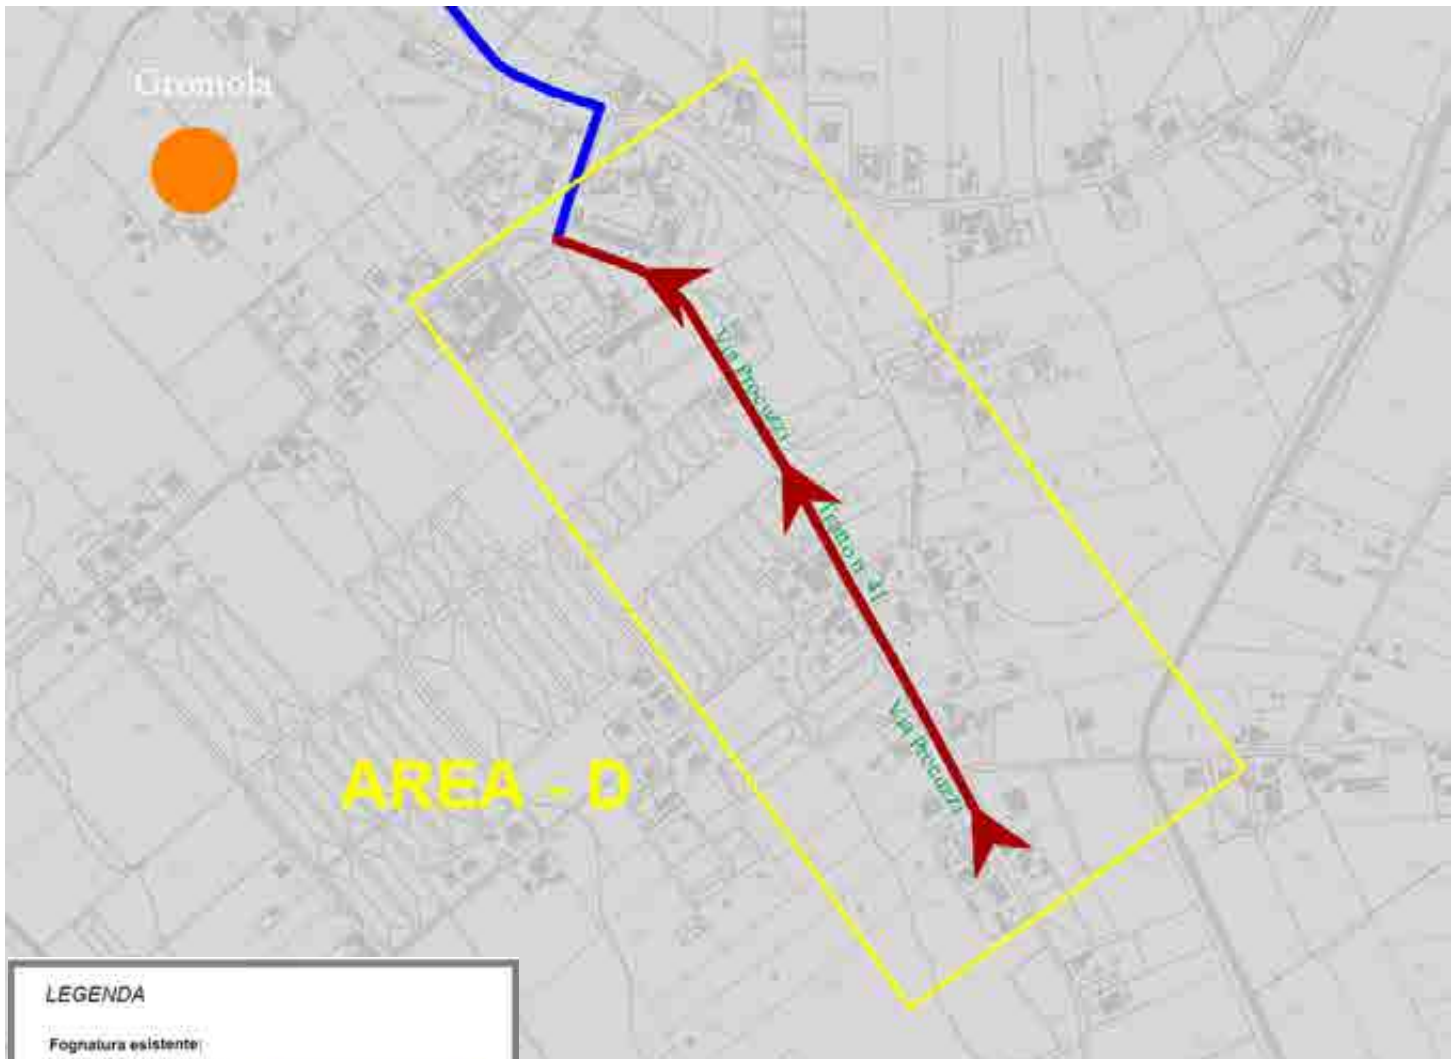 Gromola
Via Procuzzi
Tratto n. 41
Via Procuzzi
AREA - D
LEGENDA
Fognatura esistente: